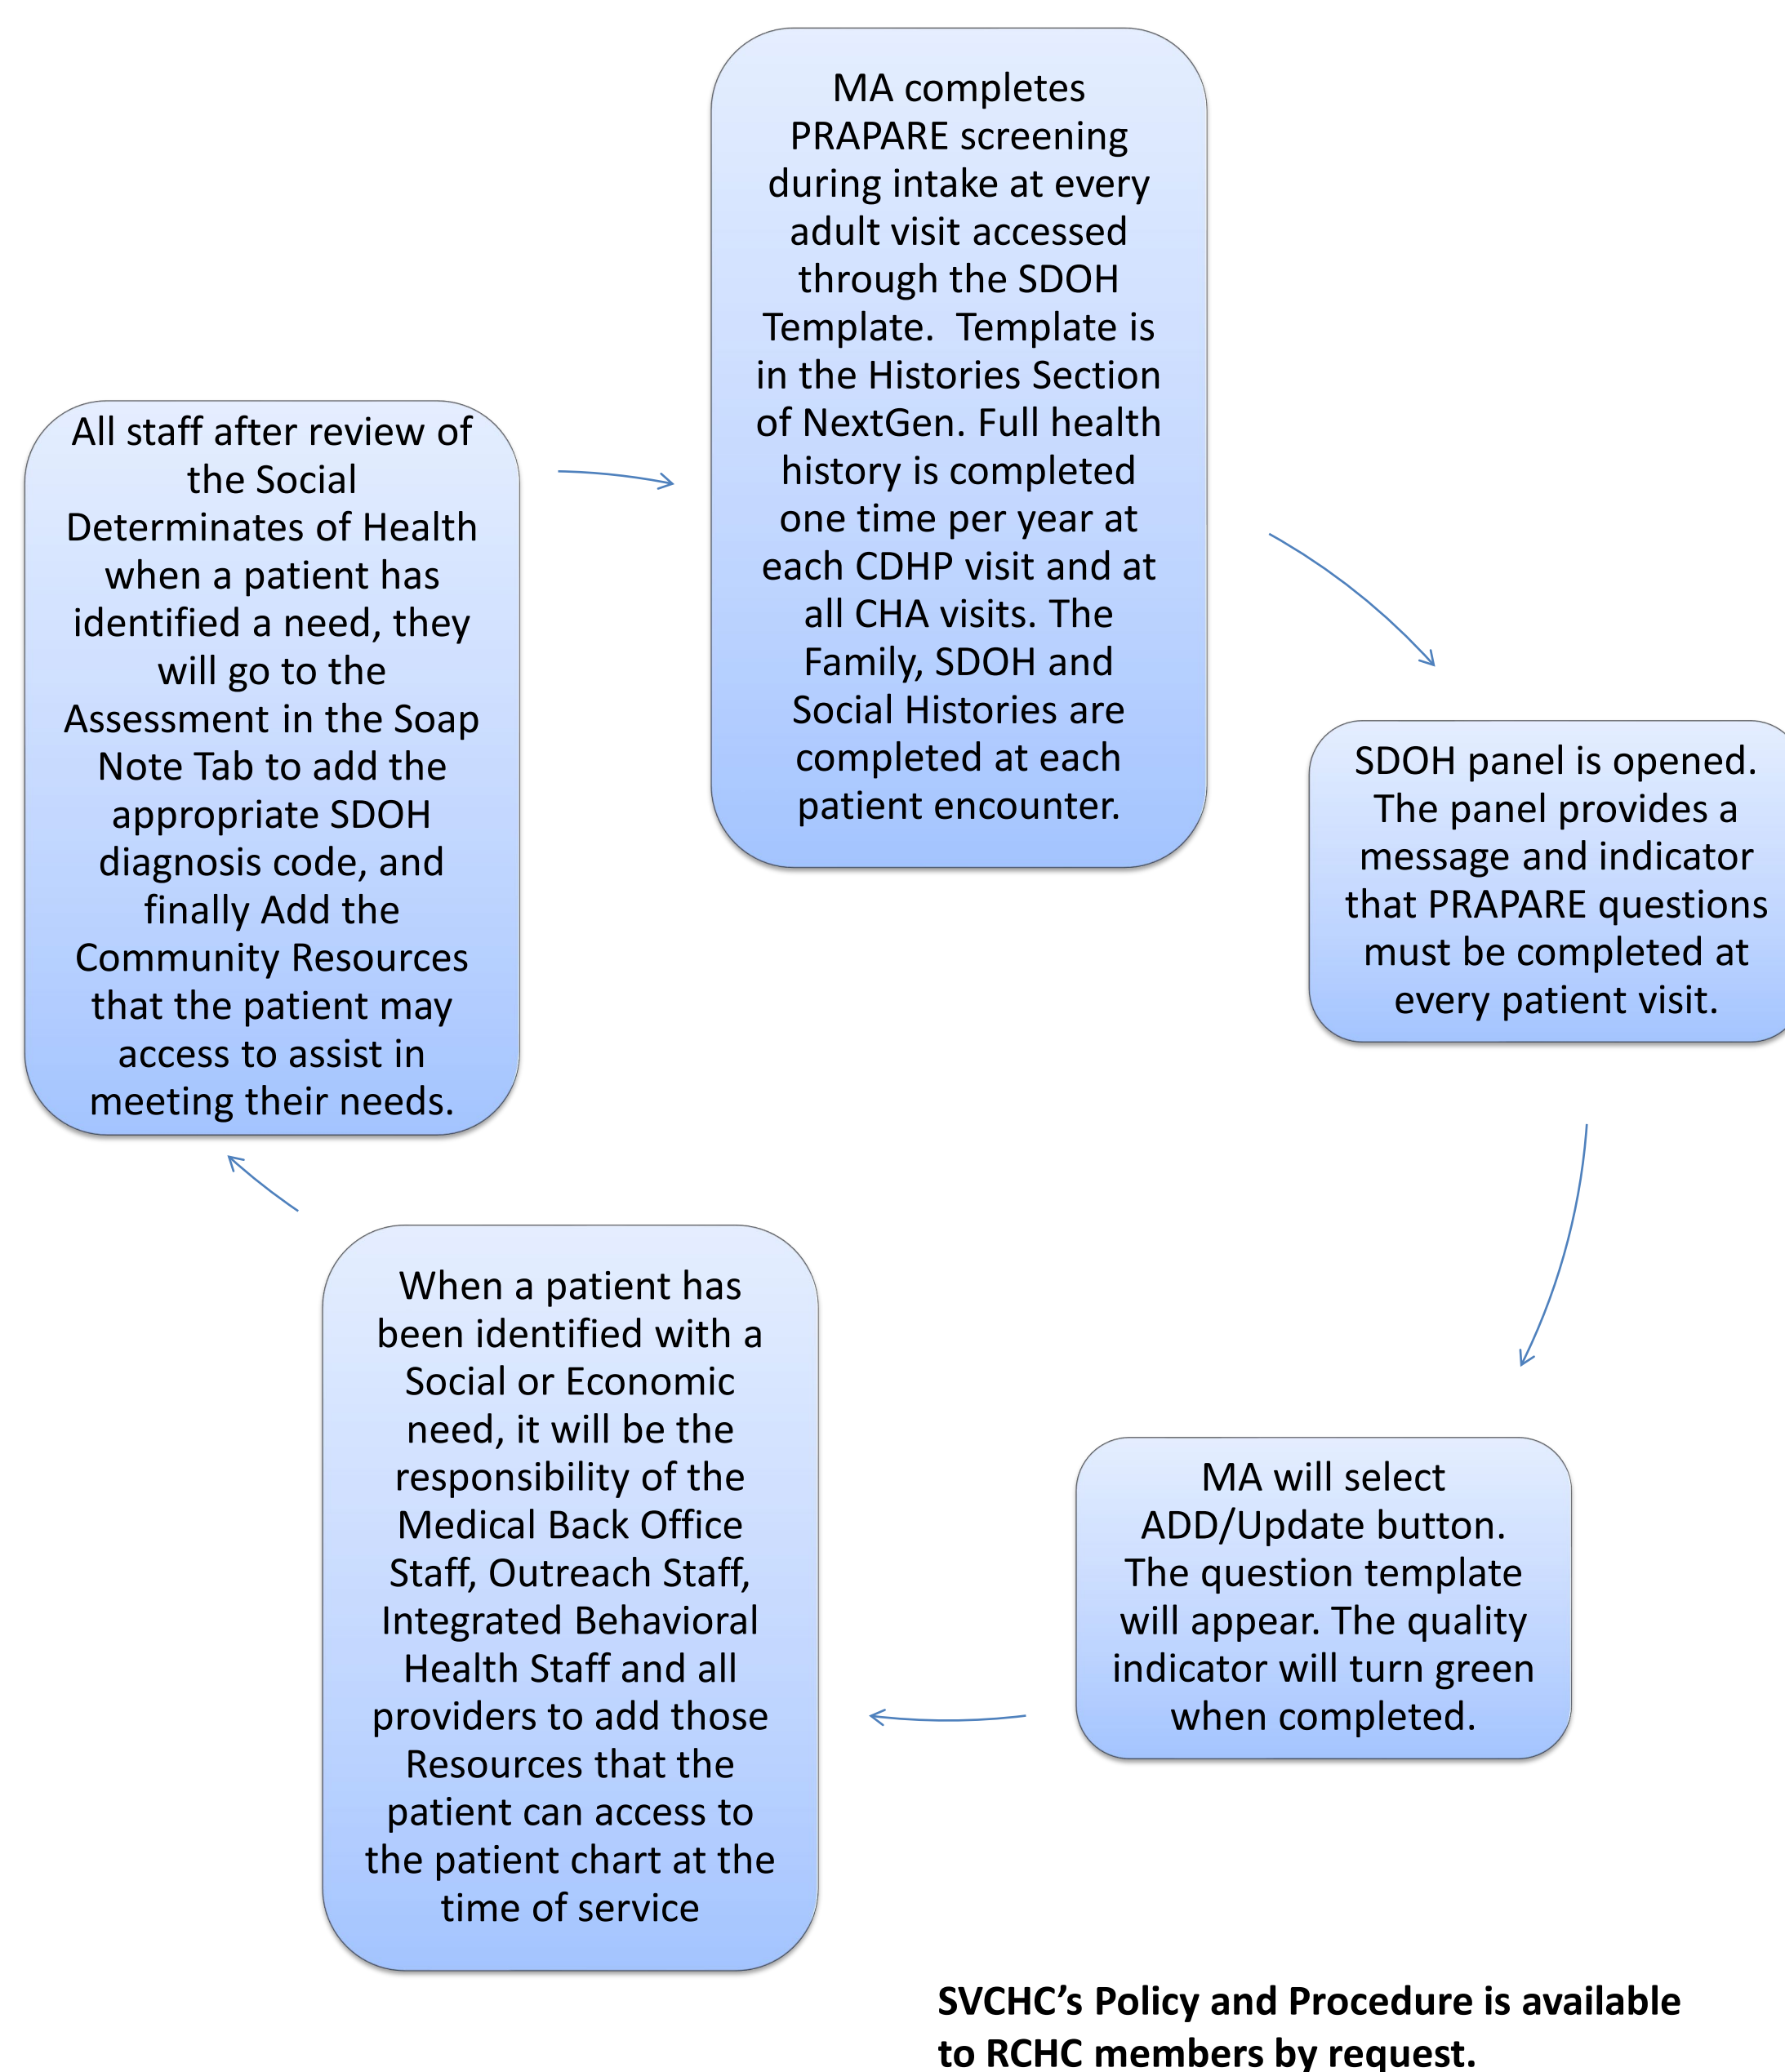 MA completes
PRAPARE screening
during intake at every
adult visit accessed
through the SDOH
Template.  Template is
in the Histories Section
of NextGen. Full health
history is completed
one time per year at
each CDHP visit and at
all CHA visits. The
Family, SDOH and
Social Histories are
completed at each
patient encounter.
SDOH panel is opened.
The panel provides a
message and indicator
that PRAPARE questions
must be completed at
every patient visit.
MA will select
ADD/Update button.
The question template
will appear. The quality
indicator will turn green
when completed.
When a patient has
been identified with a
Social or Economic
need, it will be the
responsibility of the
Medical Back Office
Staff, Outreach Staff,
Integrated Behavioral
Health Staff and all
providers to add those
Resources that the
patient can access to
the patient chart at the
time of service
All staff after review of
the Social
Determinates of Health
when a patient has
identified a need, they
will go to the
Assessment in the Soap
Note Tab to add the
appropriate SDOH
diagnosis code, and
finally Add the
Community Resources
that the patient may
access to assist in
meeting their needs.
SVCHC’s Policy and Procedure is available
to RCHC members by request.